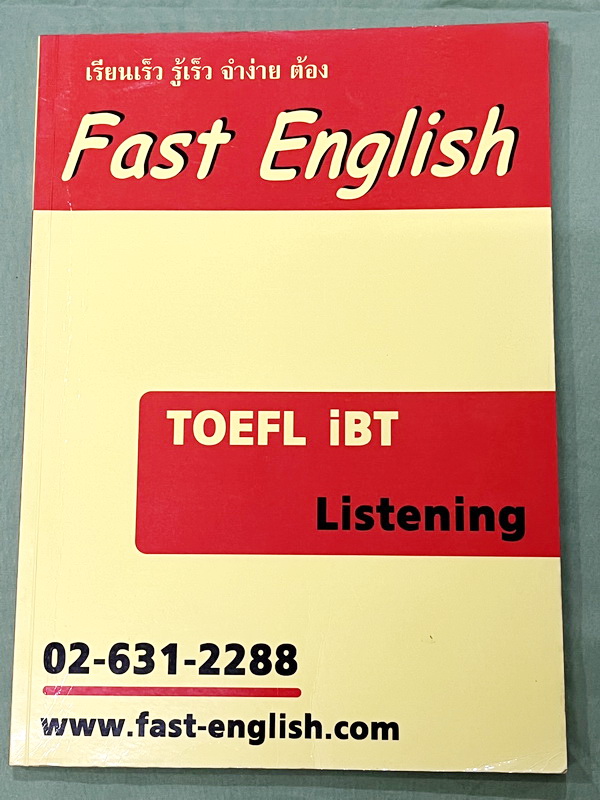 เรียนเร็ว รู้เร็ว จำง่าย ต้อง
Fast English
TOEFL iBT
Listening
02-631-2288
www.fast-english.com